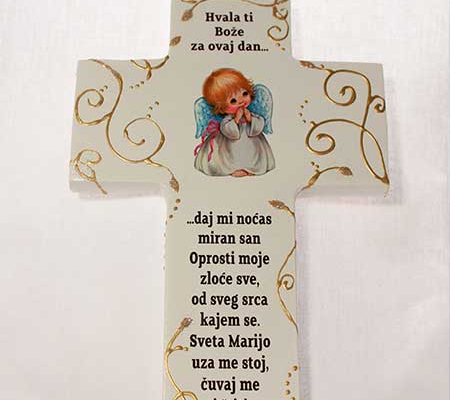 Hvala ti
Bože
za ovaj dan...
...daj mi noćas
miran san
Oprosti moje
zloće sve,
od sveg srca
kajem se.
Sveta Marijo
uza me stoj,
čuvaj me